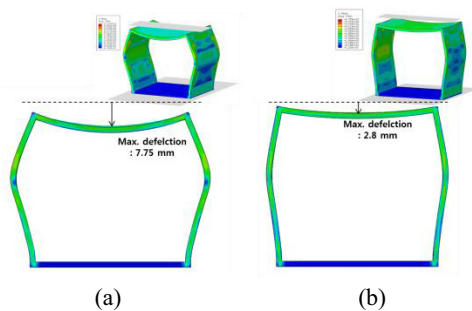 Max. defelction
: 7.75 mm
Max. defelction
: 2.8 mm
(a)
(b)